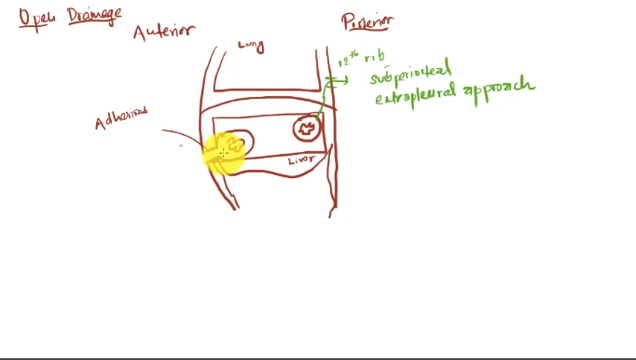 Open Drainage
Anterior
Posterior
Lung
12th rib
subperiosteal
extrapleural approach
Adhesions
Liver